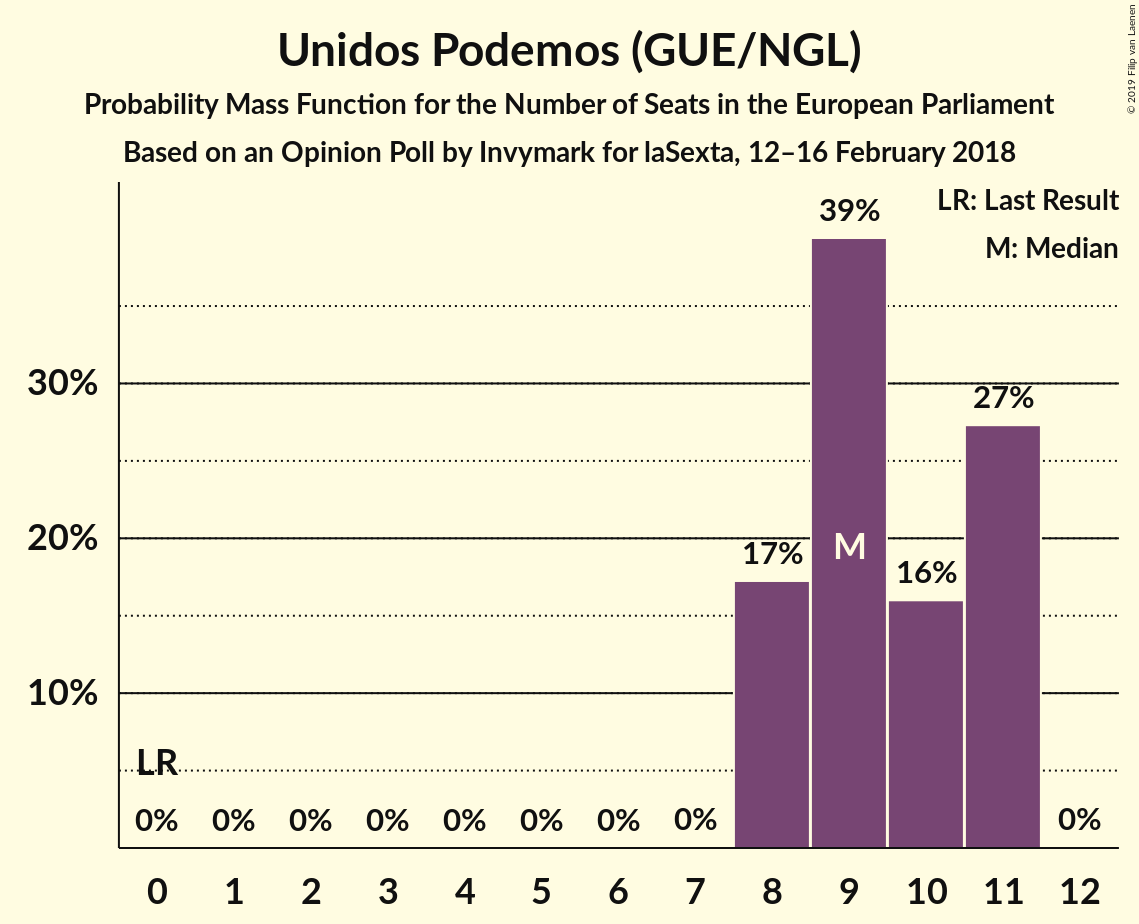 Unidos Podemos (GUE/NGL)
Probability Mass Function for the Number of Seats in the European Parliament
Based on an Opinion Poll by Invymark for laSexta, 12–16 February 2018
© 2019 Filip van Laenen
LR: Last Result
M: Median
39%
30%
27%
20%
17%
M
16%
10%
LR
0% 0% 0% 0% 0% 0% 0% 0% 0%
0 1 2 3 4 5 6 7 8 9 10 11 12